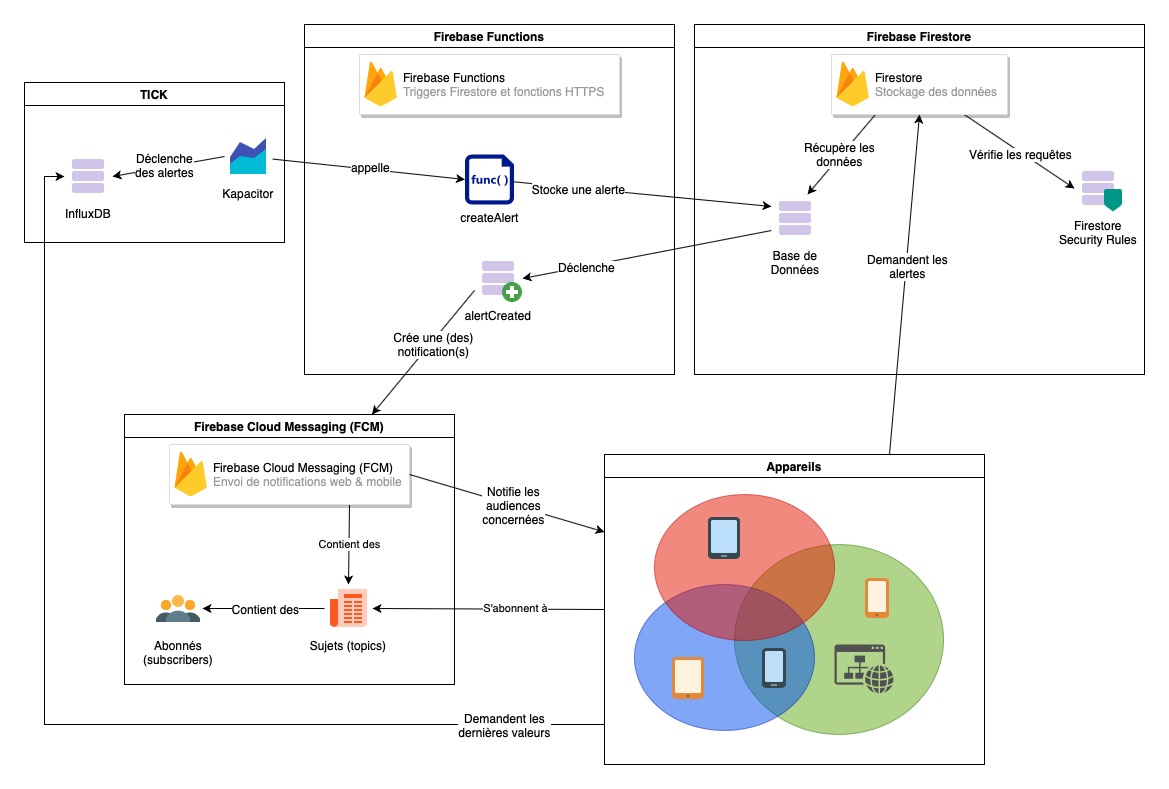 Firebase Functions
Firebase Functions
Triggers Firestore et fonctions HTTPS
Firebase Firestore
Firestore
Stockage des données
TICK
Déclenche
des alertes
InfluxDB
Kapacitor
appelle
func( )
createAlert
Stocke une alerte
Récupère les
données
Vérifie les requêtes
Base de
Données
Firestore
Security Rules
Déclenche
alertCreated
Demandent les
alertes
Crée une (des)
notification(s)
Firebase Cloud Messaging (FCM)
Firebase Cloud Messaging (FCM)
Envoi de notifications web & mobile
Notifie les
audiences
concernées
Contient des
Contient des
Abonnés
(subscribers)
Sujets (topics)
S'abonnent à
Appareils
Demandent les
dernières valeurs